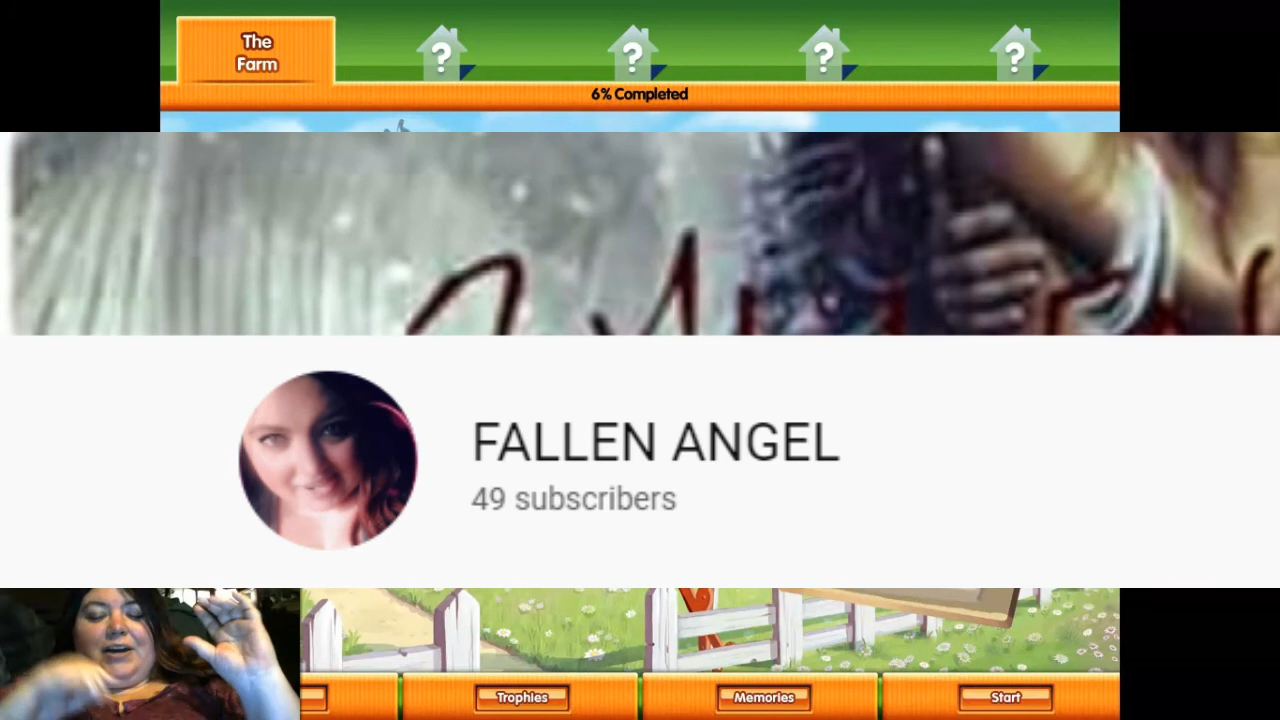 The
Farm
?
?
?
?
6% Completed
FALLEN ANGEL
49 subscribers
Trophies
Memories
Start